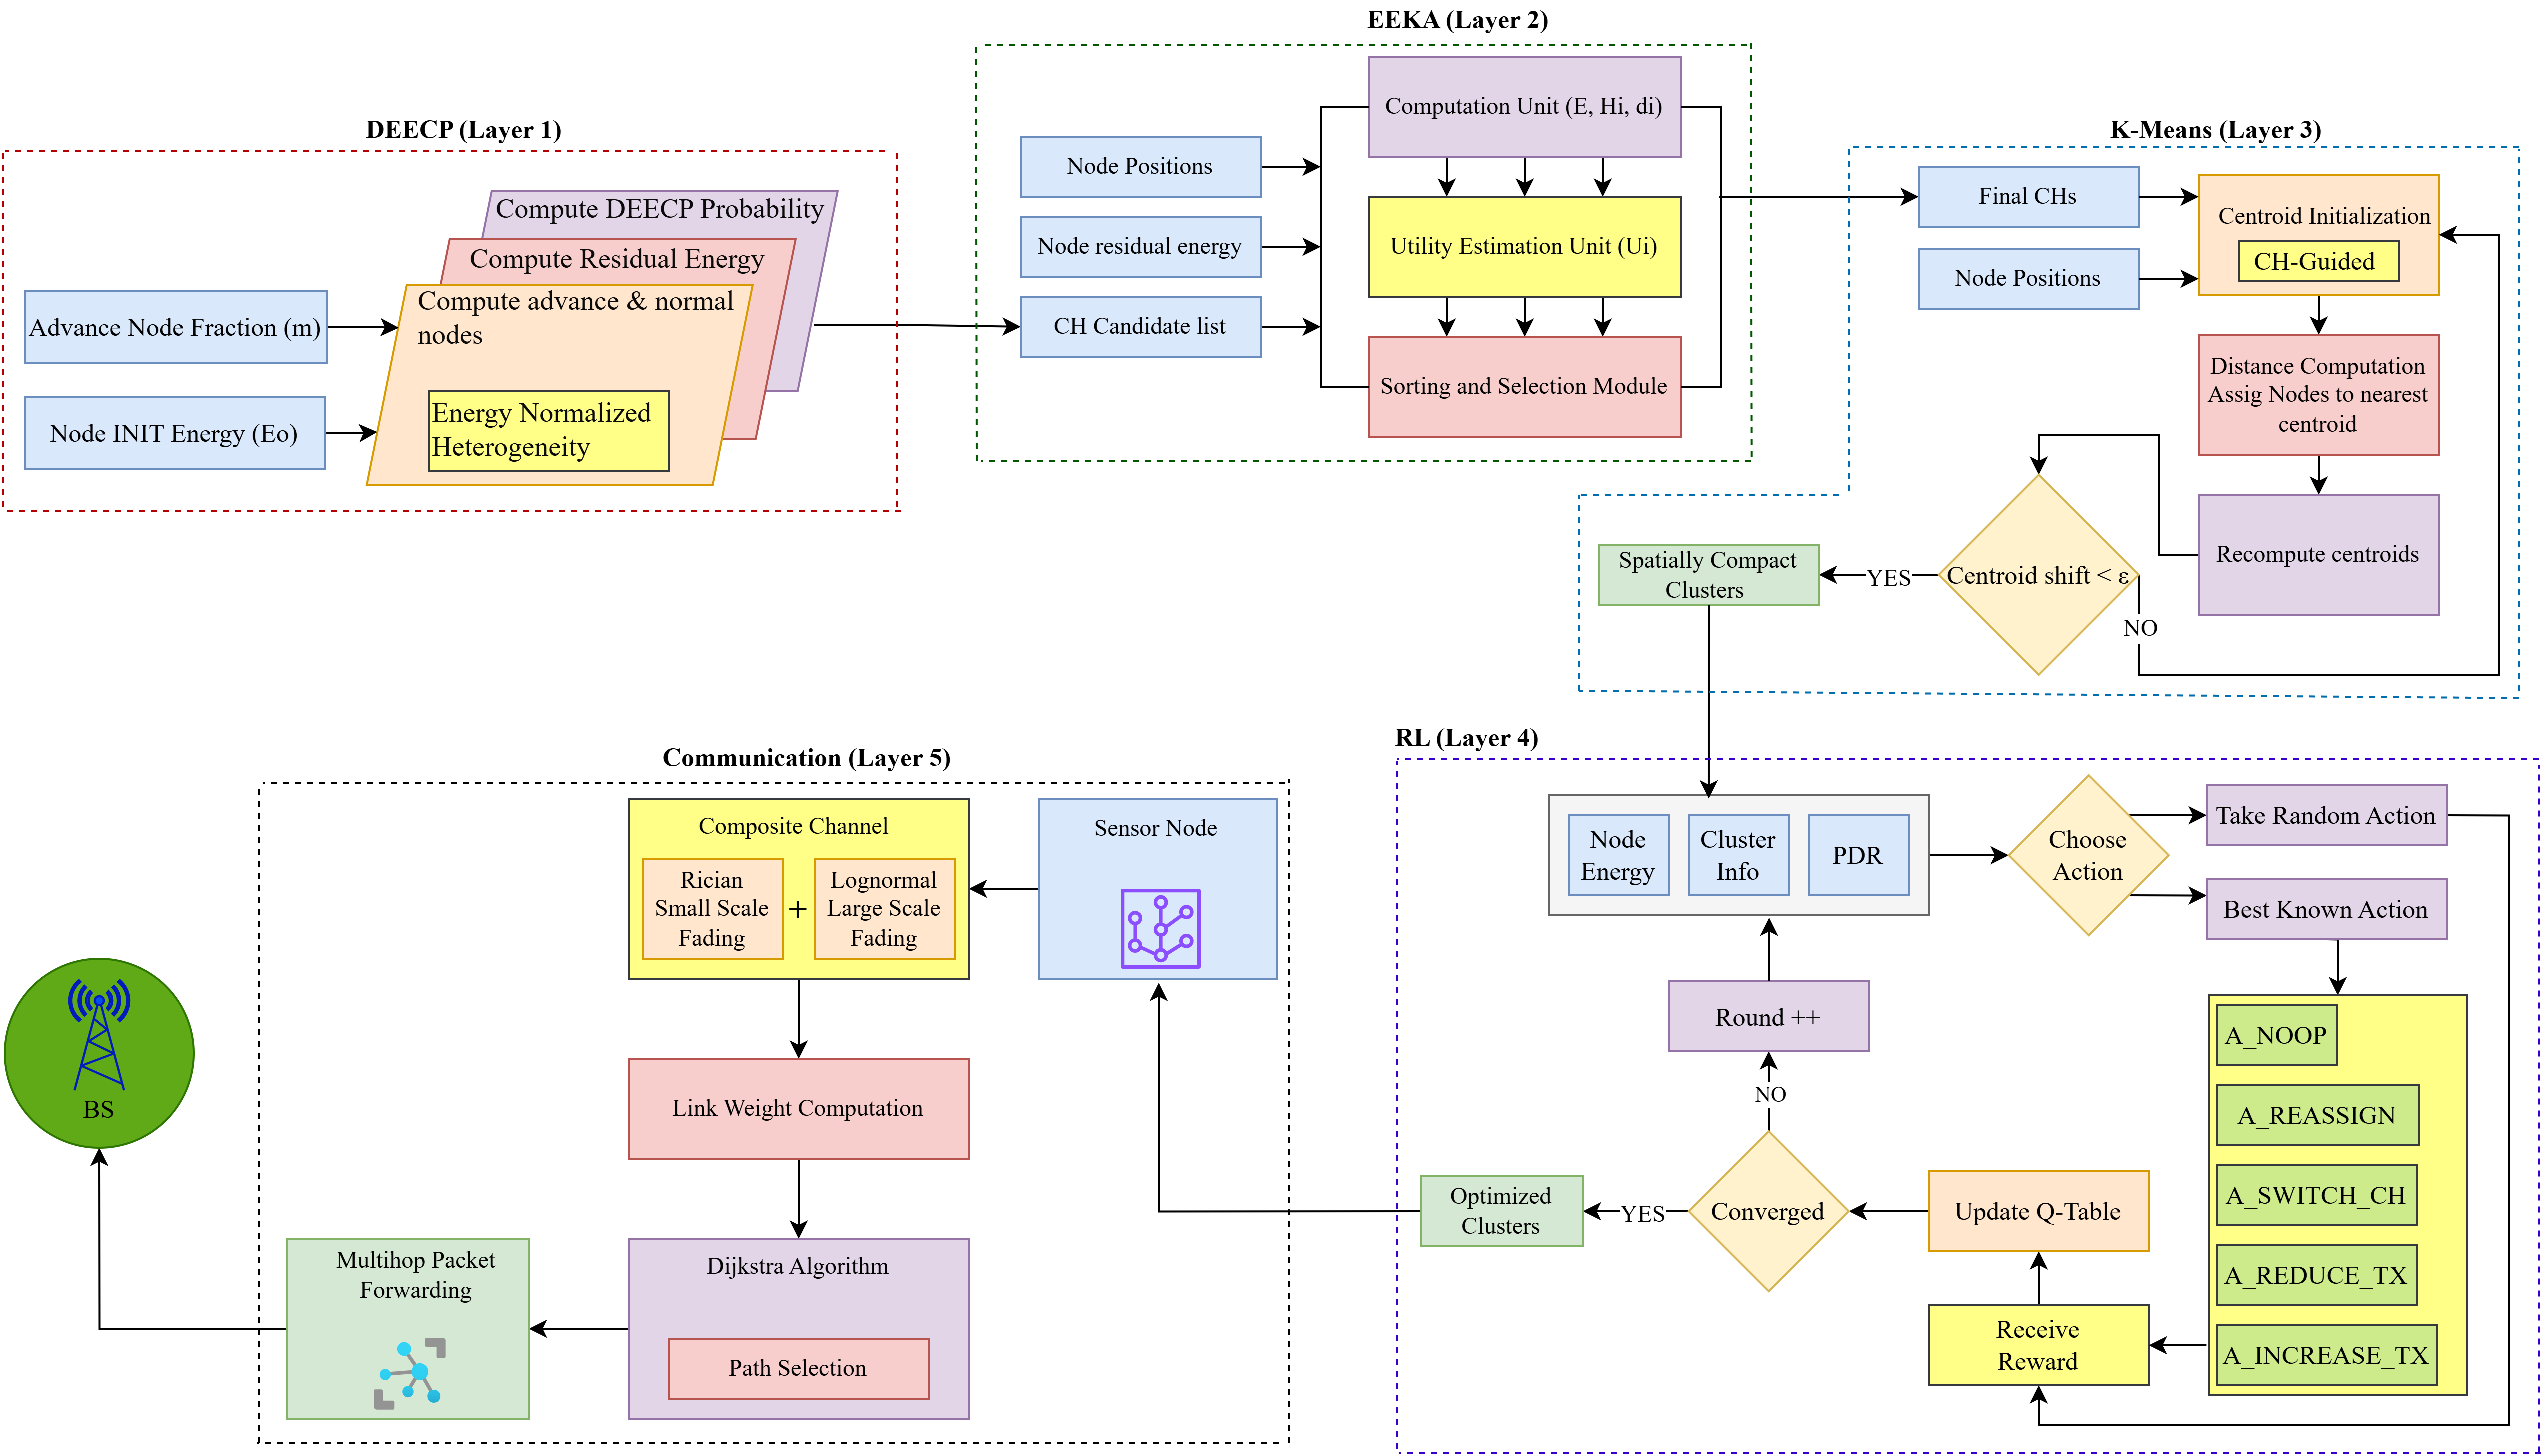 EEKA (Layer 2)
DEECP (Layer 1)
K-Means (Layer 3)
Compute DEECP Probability
Compute Residual Energy
Compute advance & normal
nodes
Energy Normalized
Heterogeneity
Advance Node Fraction (m)
Node INIT Energy (Eo)
Node Positions
Node residual energy
CH Candidate list
Computation Unit (E, Hi, di)
Utility Estimation Unit (Ui)
Sorting and Selection Module
Final CHs
Node Positions
Centroid Initialization
CH-Guided
Distance Computation
Assig Nodes to nearest
centroid
Recompute centroids
Centroid shift < ε
YES
NO
Spatially Compact
Clusters
RL (Layer 4)
Node
Energy
Cluster
Info
PDR
Choose
Action
Take Random Action
Best Known Action
A_NOOP
A_REASSIGN
A_SWITCH_CH
A_REDUCE_TX
A_INCREASE_TX
Receive
Reward
Update Q-Table
Converged
NO
Round ++
YES
Optimized
Clusters
Communication (Layer 5)
Sensor Node
Composite Channel
Rician
Small Scale
Fading
+
Lognormal
Large Scale
Fading
Link Weight Computation
Dijkstra Algorithm
Path Selection
Multihop Packet
Forwarding
BS